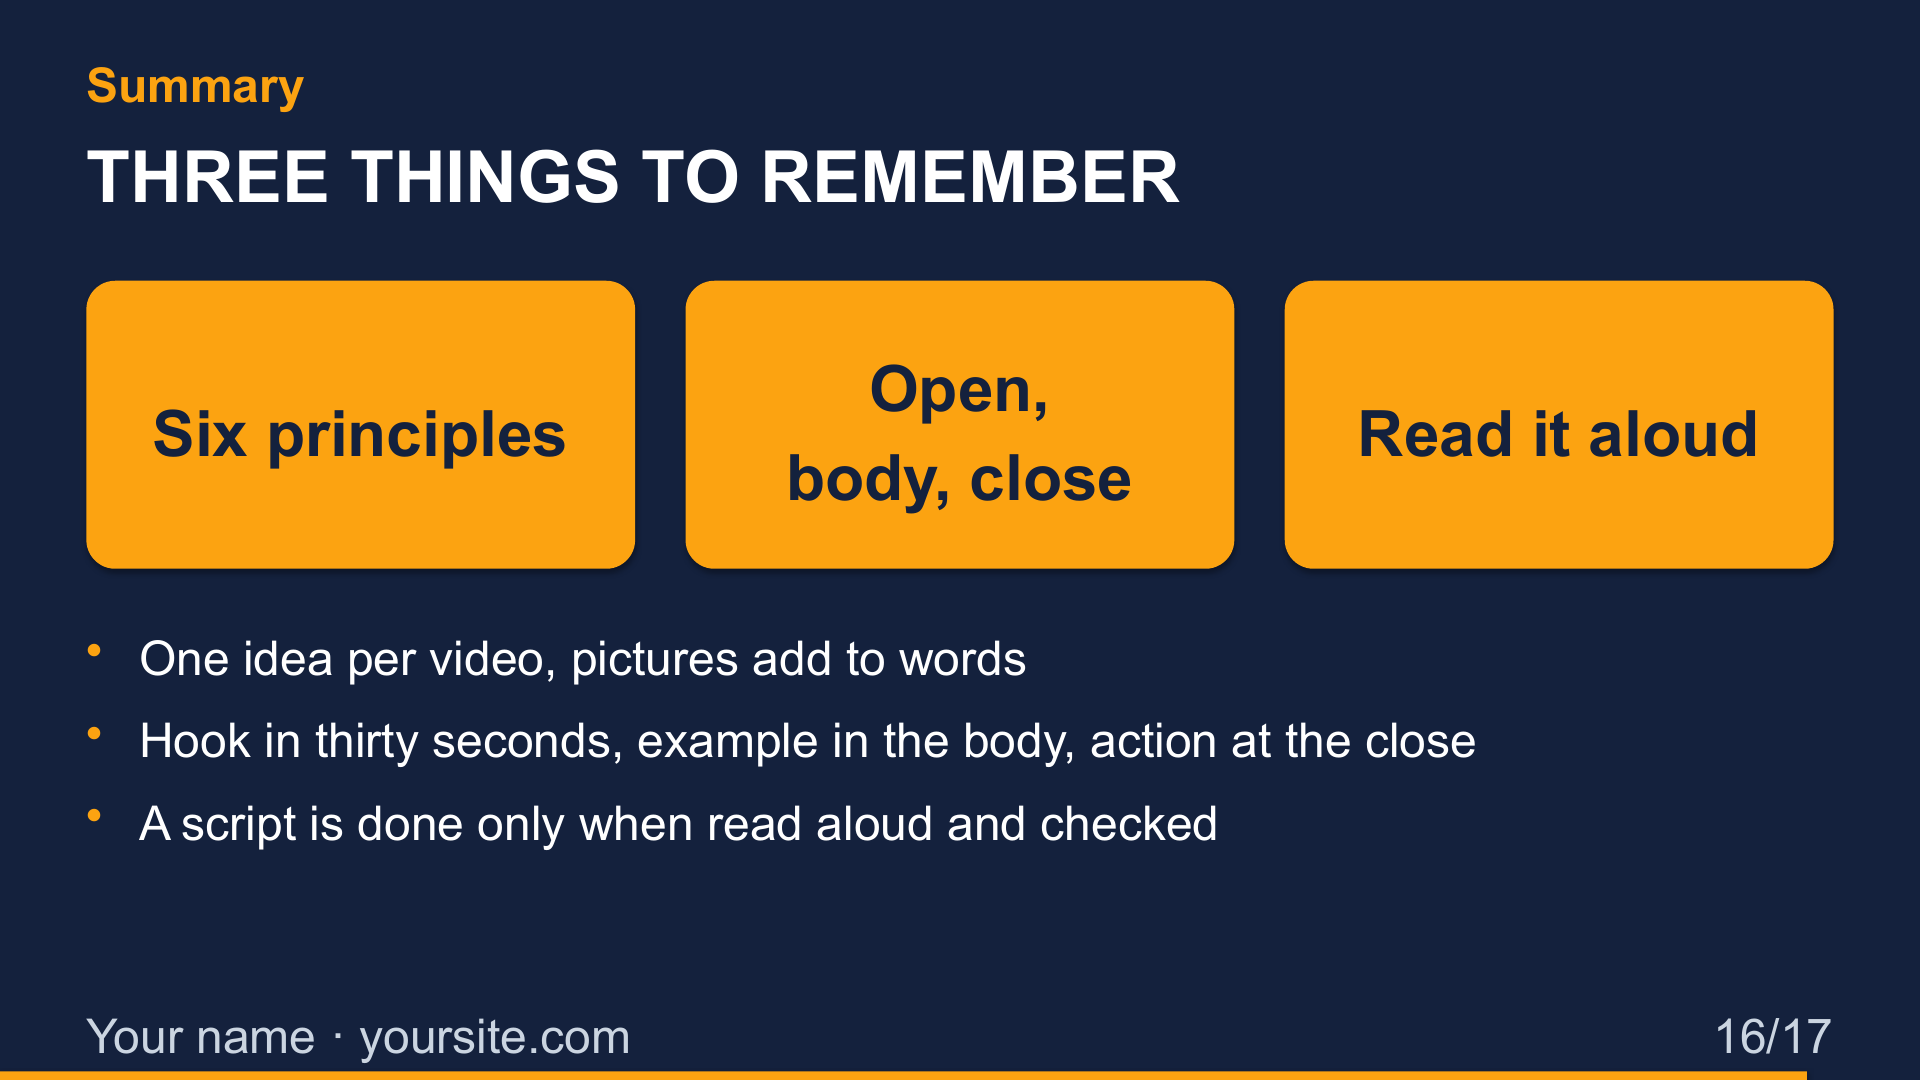 Summary
THREE THINGS TO REMEMBER
Six principles
Open,
body, close
Read it aloud
• One idea per video, pictures add to words
• Hook in thirty seconds, example in the body, action at the close
• A script is done only when read aloud and checked
Your name · yoursite.com
16/17